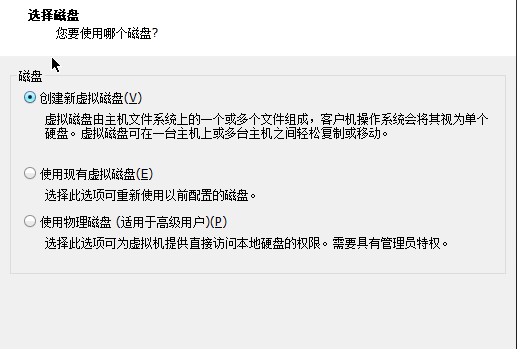 选择磁盘
您要使用哪个磁盘?
磁盘
创建新虚拟磁盘(V)
虚拟磁盘由主机文件系统上的一个或多个文件组成，客户机操作系统会将其视为单个
硬盘。虚拟磁盘可在一台主机上或多台主机之间轻松复制或移动。
使用现有虚拟磁盘(E)
选择此选项可重新使用以前配置的磁盘。
使用物理磁盘 (适用于高级用户)(P)
选择此选项可为虚拟机提供直接访问本地硬盘的权限。需要具有管理员特权。